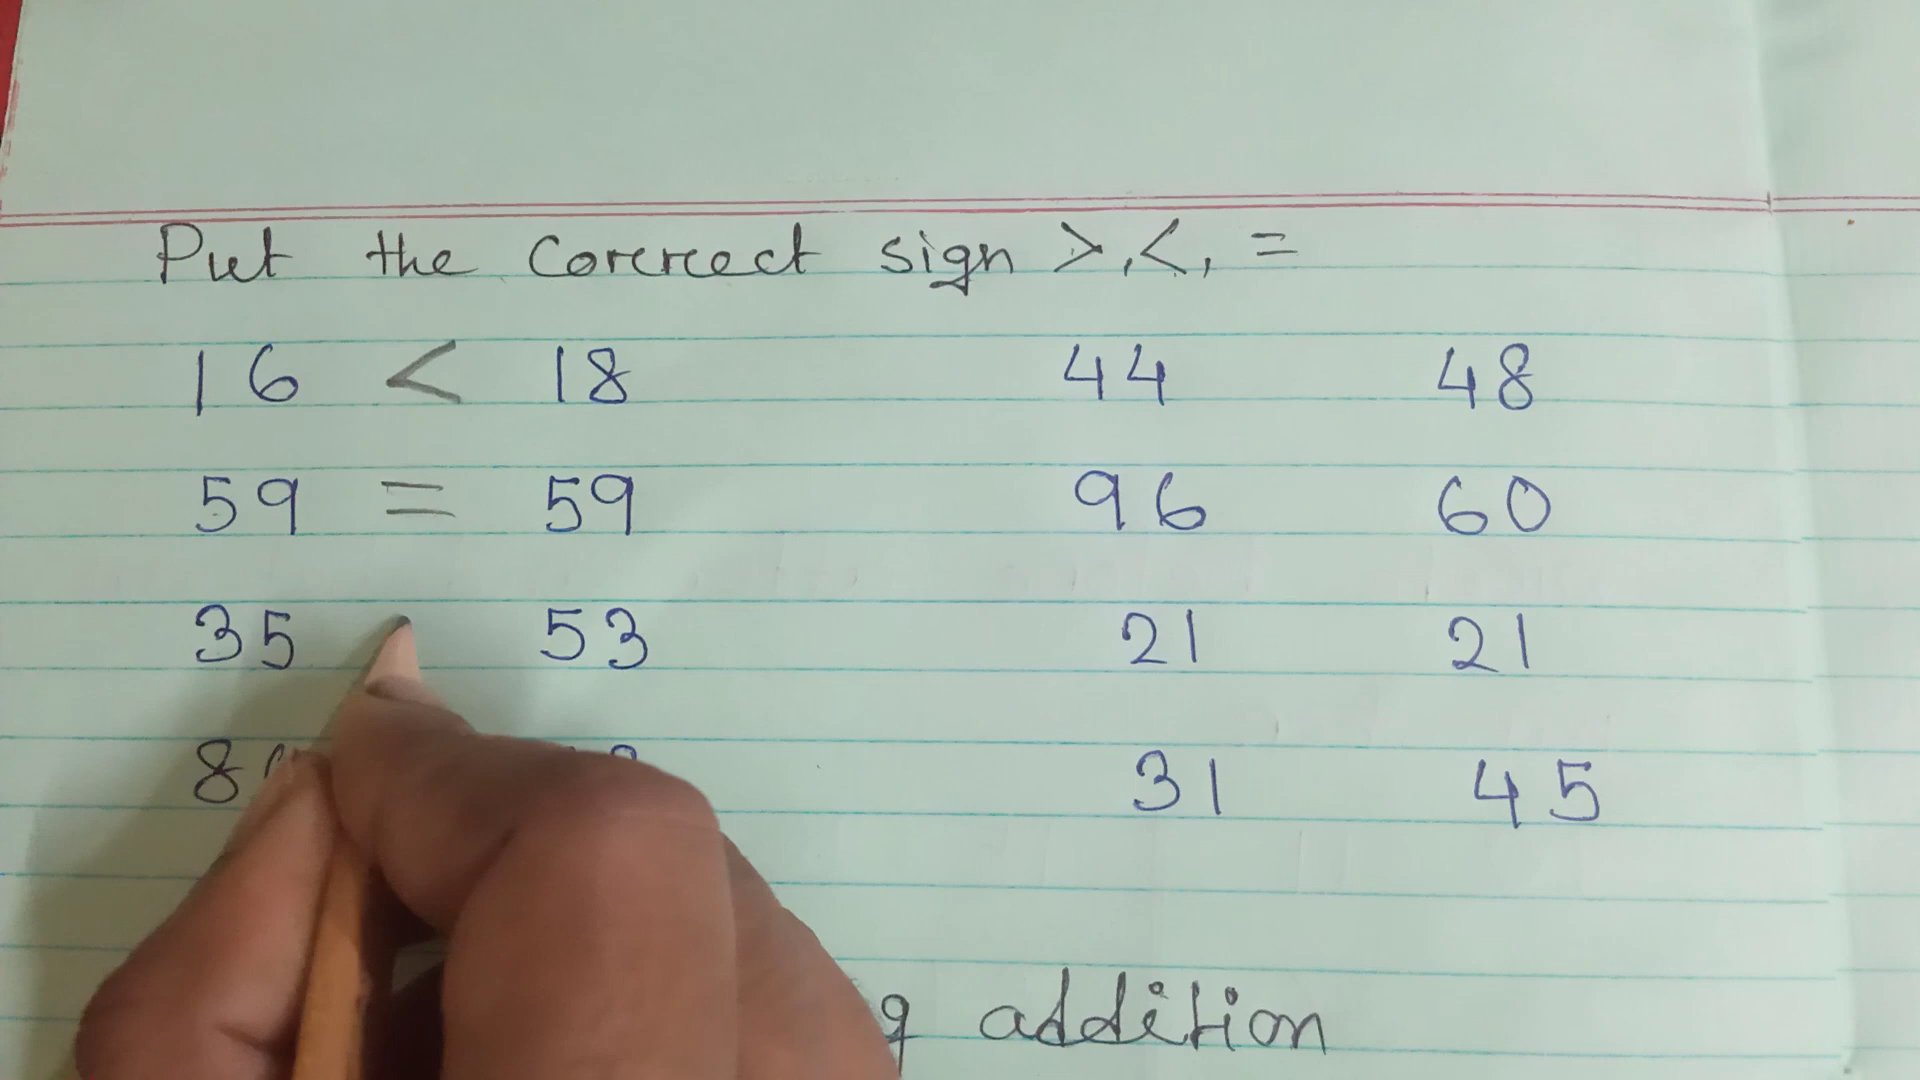 Put the correct sign >, <, =
16 < 18 44 48
59 = 59 96 60
35 53 21 21
31 45
addition